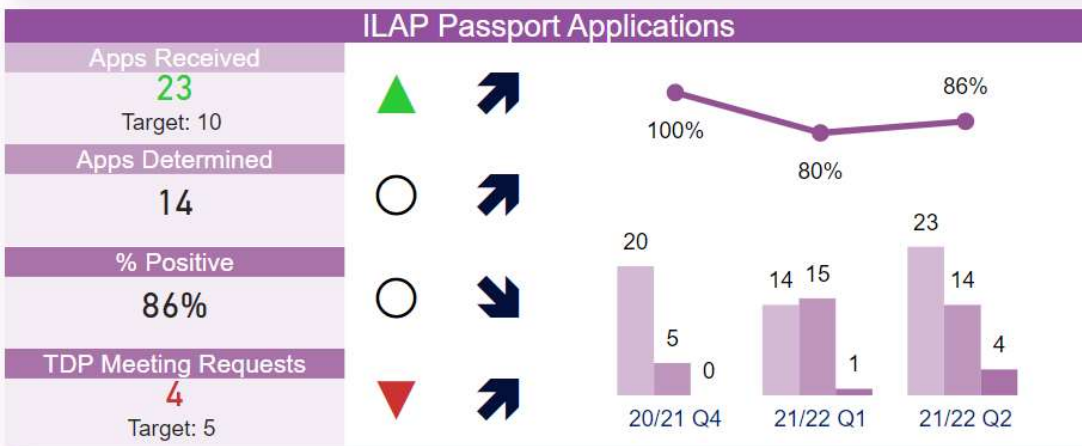 ILAP Passport Applications
Apps Received
23
Target: 10
Apps Determined
14
% Positive
86%
TDP Meeting Requests
4
Target: 5
100%
80%
86%
20
5
0
14
15
1
23
14
4
20/21 Q4
21/22 Q1
21/22 Q2